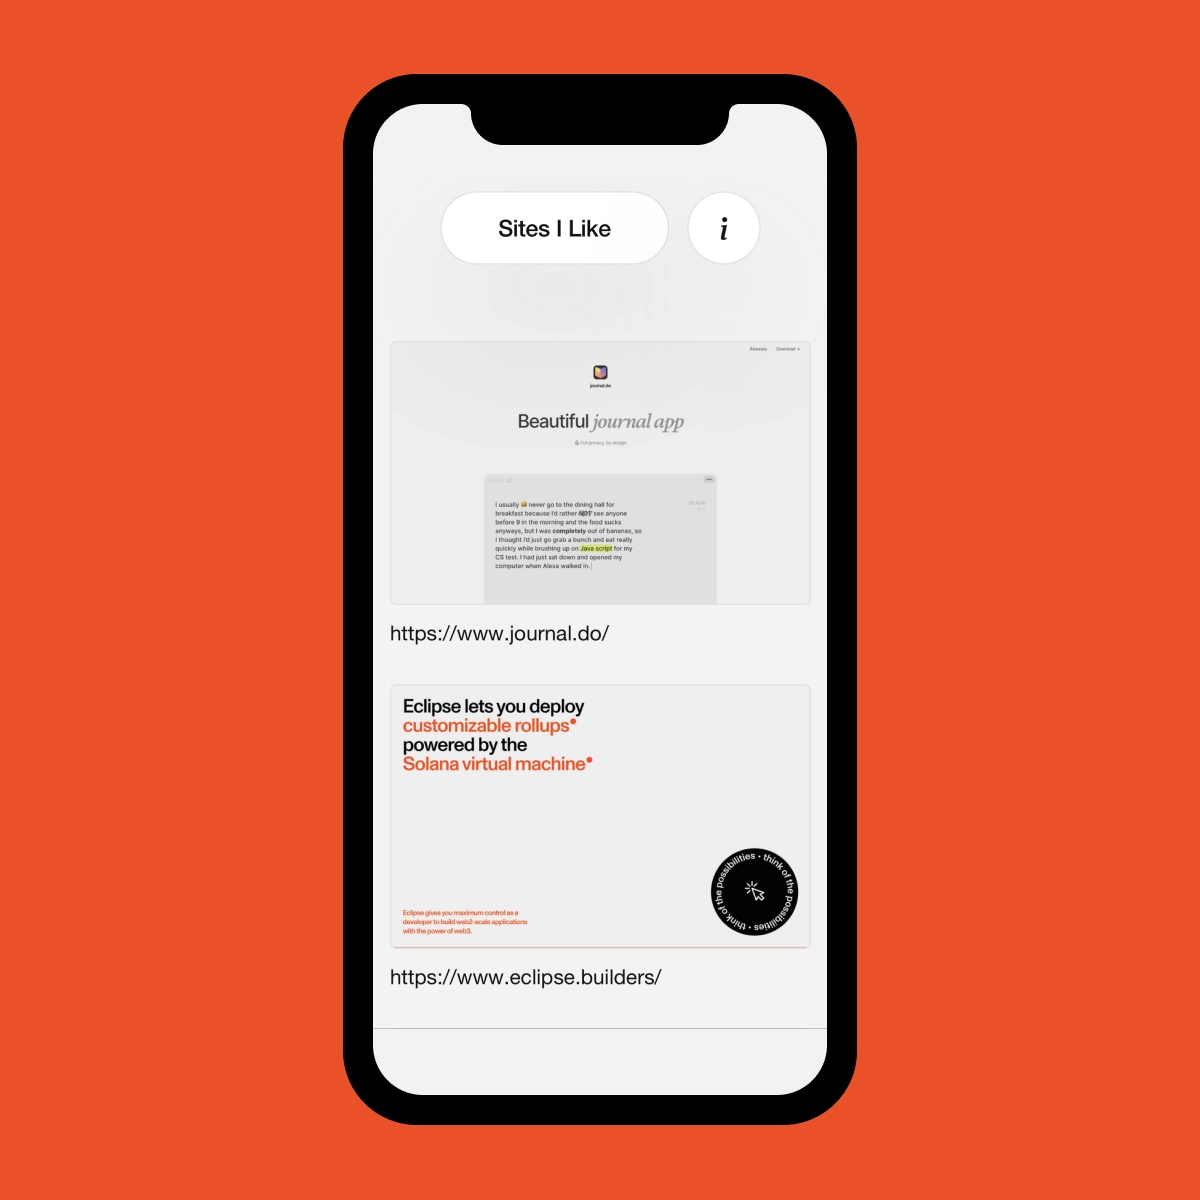 Sites I Like
i
Releases Download ↓
journal.do
Beautiful journal app
Full privacy, by design
I usually never go to the dining hall for
breakfast because I'd rather NOT see anyone
before 9 in the morning and the food sucks
anyways, but I was completely out of bananas, so
I thought I'd just go grab a bunch and eat really
quickly while brushing up on Java script for my
CS test. I had just sat down and opened my
computer when Alexa walked in.
https://www.journal.do/
Eclipse lets you deploy
customizable rollups
powered by the
Solana virtual machine
think of the possibilities • think of the possibilities •
Eclipse gives you maximum control as a
developer to build web2-scale applications
with the power of web3.
https://www.eclipse.builders/